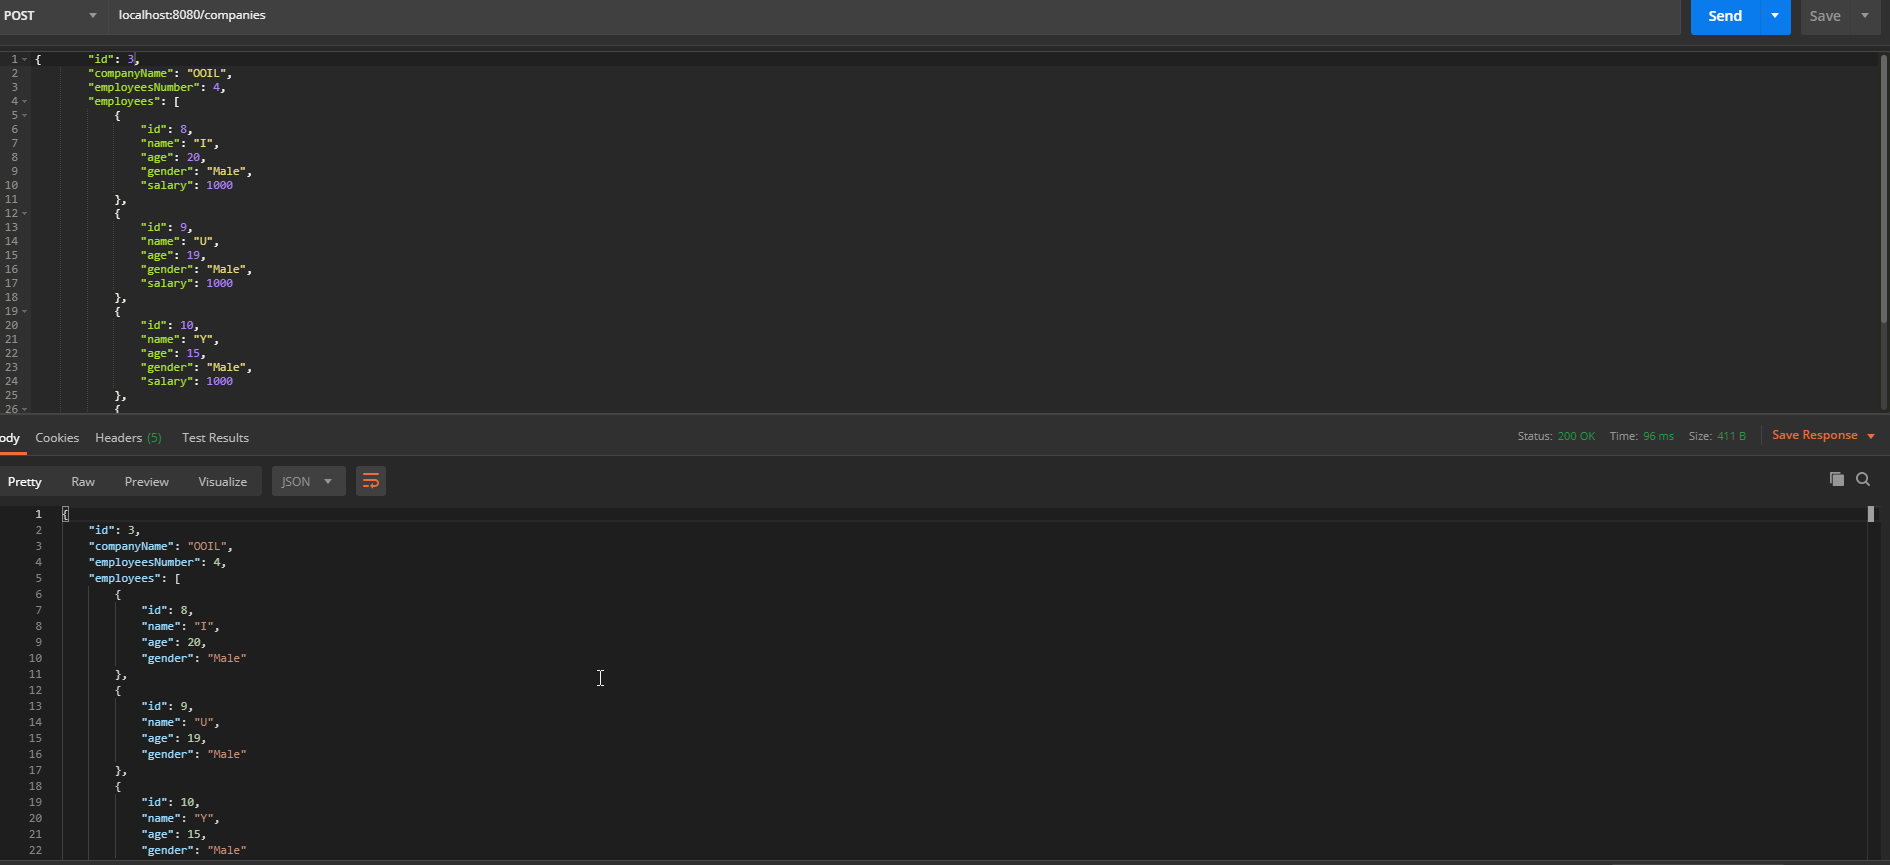 POST localhost:8080/companies Send Save
1 { "id": 3,
2 "companyName": "OOIL",
3 "employeesNumber": 4,
4 "employees": [
5 {
6 "id": 8,
7 "name": "I",
8 "age": 20,
9 "gender": "Male",
10 "salary": 1000
11 },
12 {
13 "id": 9,
14 "name": "U",
15 "age": 19,
16 "gender": "Male",
17 "salary": 1000
18 },
19 {
20 "id": 10,
21 "name": "Y",
22 "age": 15,
23 "gender": "Male",
24 "salary": 1000
25 },
26 {
ody Cookies Headers (5) Test Results Status: 200 OK Time: 96 ms Size: 411 B Save Response
Pretty Raw Preview Visualize JSON
1 {
2 "id": 3,
3 "companyName": "OOIL",
4 "employeesNumber": 4,
5 "employees": [
6 {
7 "id": 8,
8 "name": "I",
9 "age": 20,
10 "gender": "Male"
11 },
12 {
13 "id": 9,
14 "name": "U",
15 "age": 19,
16 "gender": "Male"
17 },
18 {
19 "id": 10,
20 "name": "Y",
21 "age": 15,
22 "gender": "Male"